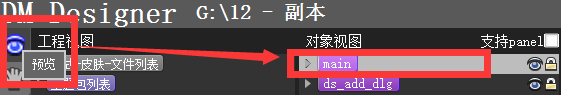 DM Designer G:\12 - 副本
工程视图 对象视图 支持panel
预览 皮肤-文件列表 main
包列表 ds_add_dlg